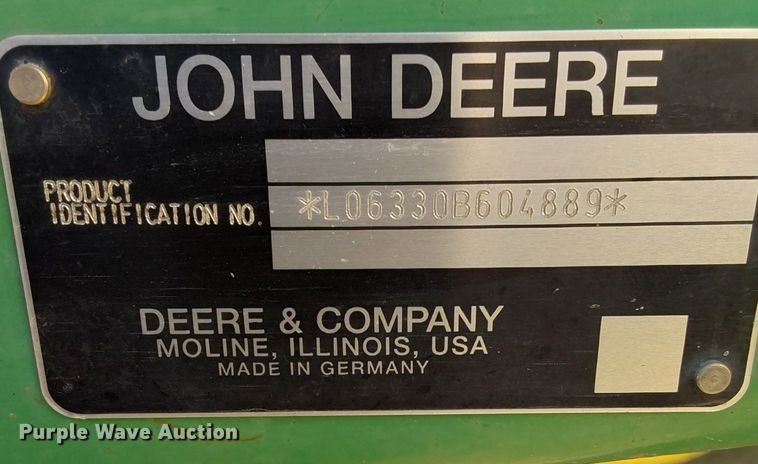 JOHN DEERE
PRODUCT
IDENTIFICATION NO.
*L06330B604889*
DEERE & COMPANY
MOLINE, ILLINOIS, USA
MADE IN GERMANY
Purple Wave Auction